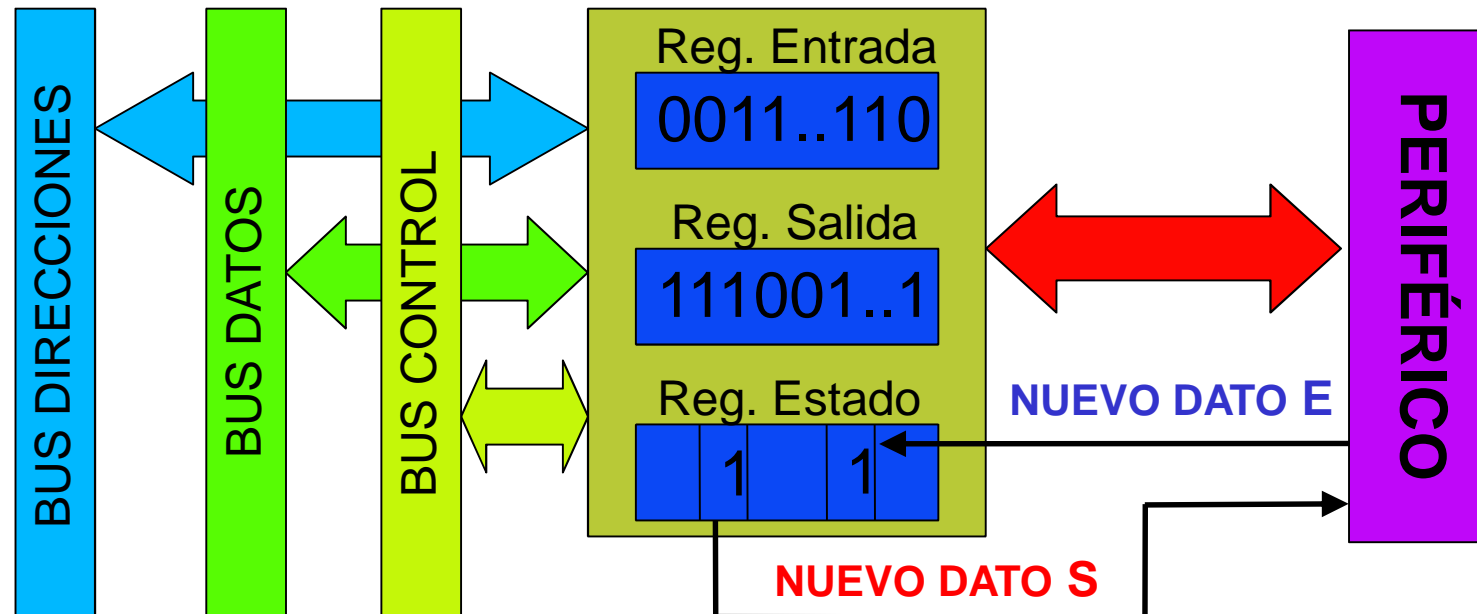 BUS DIRECCIONES
BUS DATOS
BUS CONTROL
Reg. Entrada
0011..110
Reg. Salida
111001..1
Reg. Estado
1 1
NUEVO DATO E
NUEVO DATO S
PERIFÉRICO